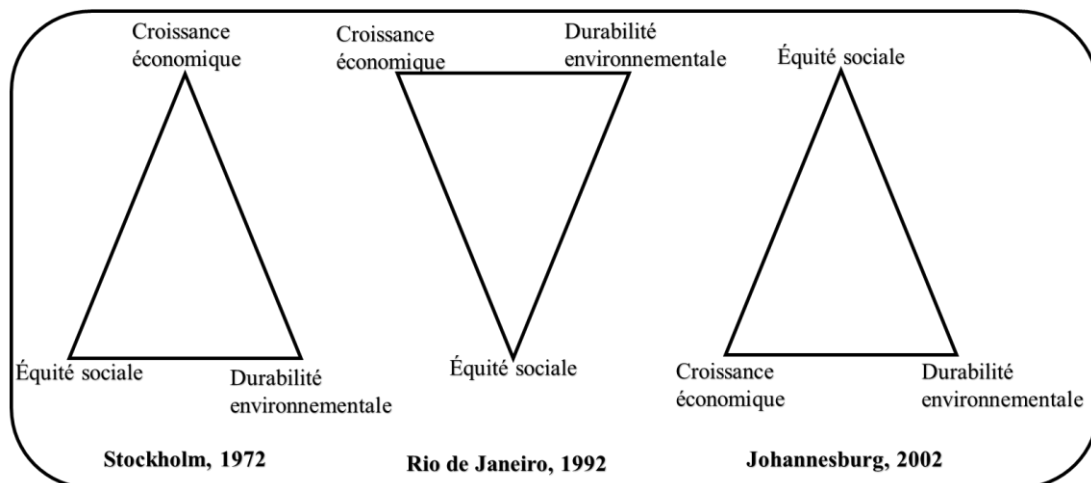 Croissance
économique
Équité sociale
Durabilité
environnementale
Stockholm, 1972
Croissance
économique
Durabilité
environnementale
Équité sociale
Rio de Janeiro, 1992
Équité sociale
Croissance
économique
Durabilité
environnementale
Johannesburg, 2002